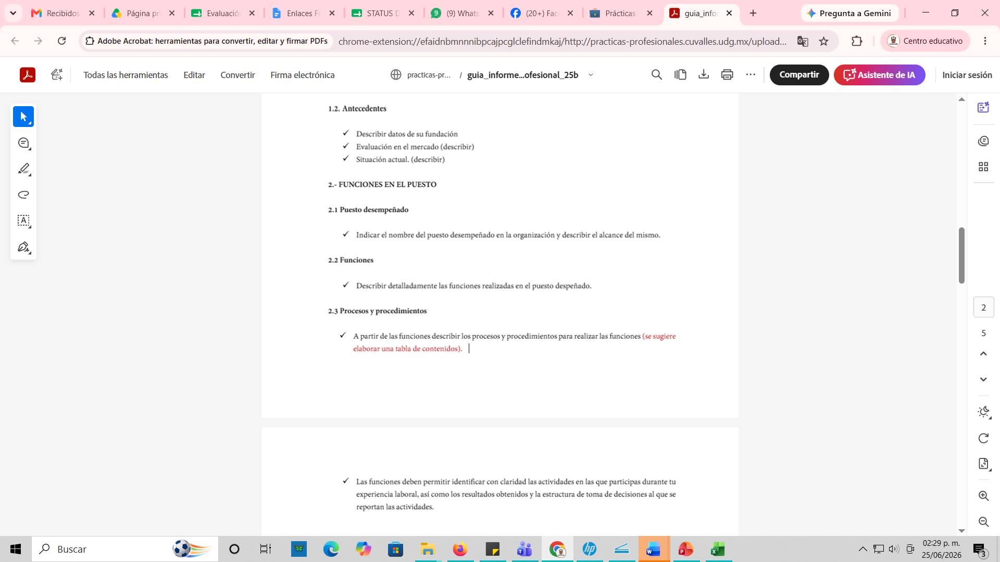 Recibidos
Página pri
Evaluació
Enlaces Fo
STATUS D
(9) Whats
(20+) Fac
Prácticas
guia_infor
Pregunta a Gemini
Adobe Acrobat: herramientas para convertir, editar y firmar PDFs
chrome-extension://efaidnbmnnnibpcajpcglclefindmkaj/http://practicas-profesionales.cuvalles.udg.mx/upload...
Centro educativo
Todas las herramientas
Editar
Convertir
Firma electrónica
practicas-pr... / guia_informe...ofesional_25b
Compartir
Asistente de IA
Iniciar sesión
1.2. Antecedentes
✓ Describir datos de su fundación
✓ Evaluación en el mercado (describir)
✓ Situación actual. (describir)
2.- FUNCIONES EN EL PUESTO
2.1 Puesto desempeñado
✓ Indicar el nombre del puesto desempeñado en la organización y describir el alcance del mismo.
2.2 Funciones
✓ Describir detalladamente las funciones realizadas en el puesto despeñado.
2.3 Procesos y procedimientos
✓ A partir de las funciones describir los procesos y procedimientos para realizar las funciones (se sugiere
elaborar una tabla de contenidos).
✓ Las funciones deben permitir identificar con claridad las actividades en las que participas durante tu
experiencia laboral, así como los resultados obtenidos y la estructura de toma de decisiones al que se
reportan las actividades.
2
5
Buscar
02:29 p. m.
25/06/2026
3